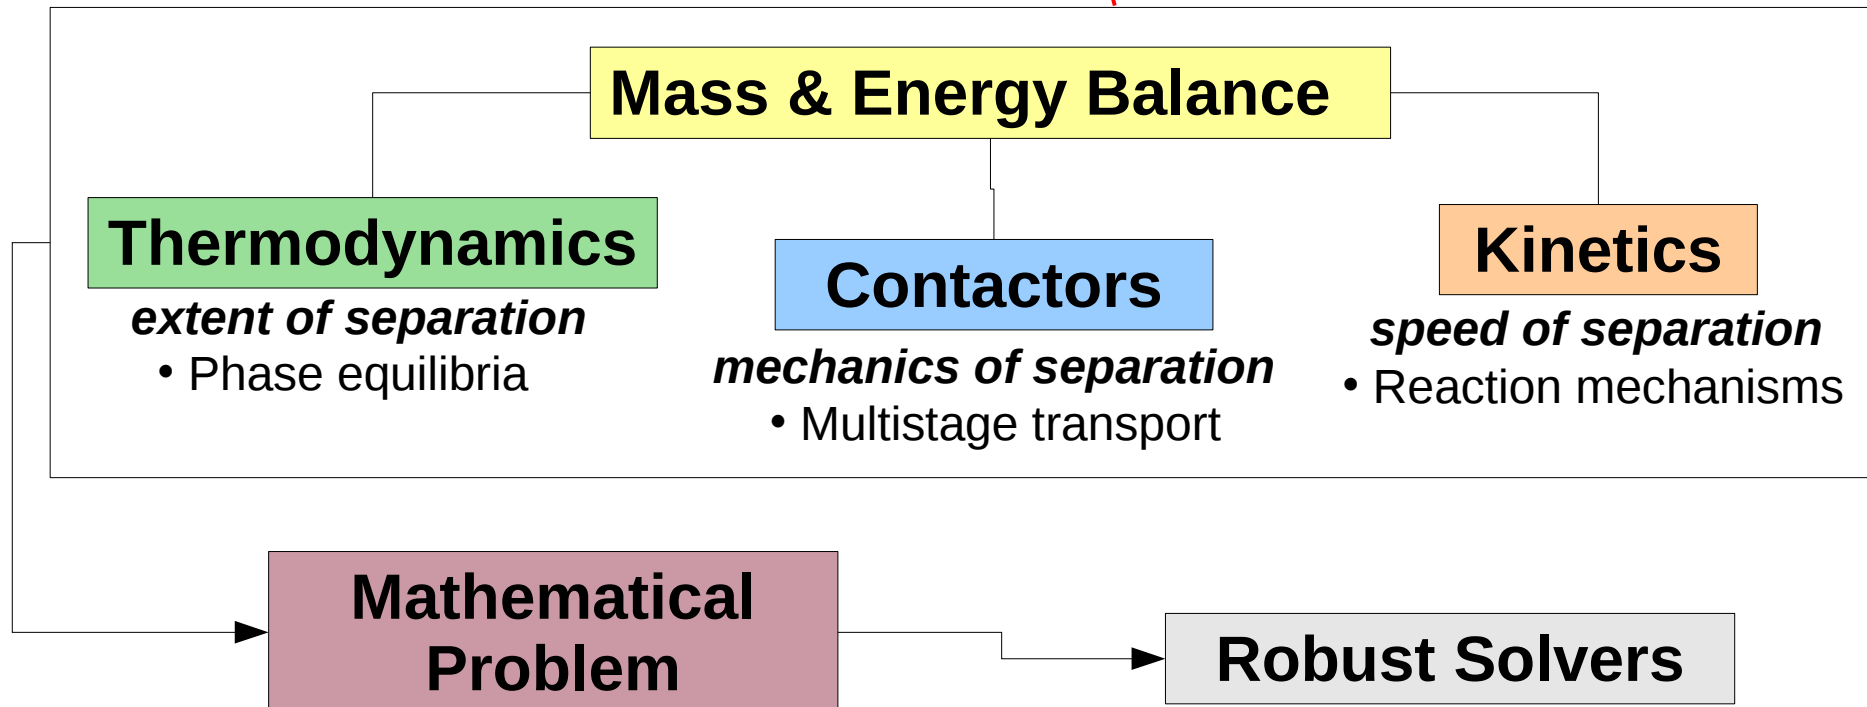 Mass & Energy Balance
Thermodynamics
extent of separation
• Phase equilibria
Contactors
mechanics of separation
• Multistage transport
Kinetics
speed of separation
• Reaction mechanisms
Mathematical
Problem
Robust Solvers